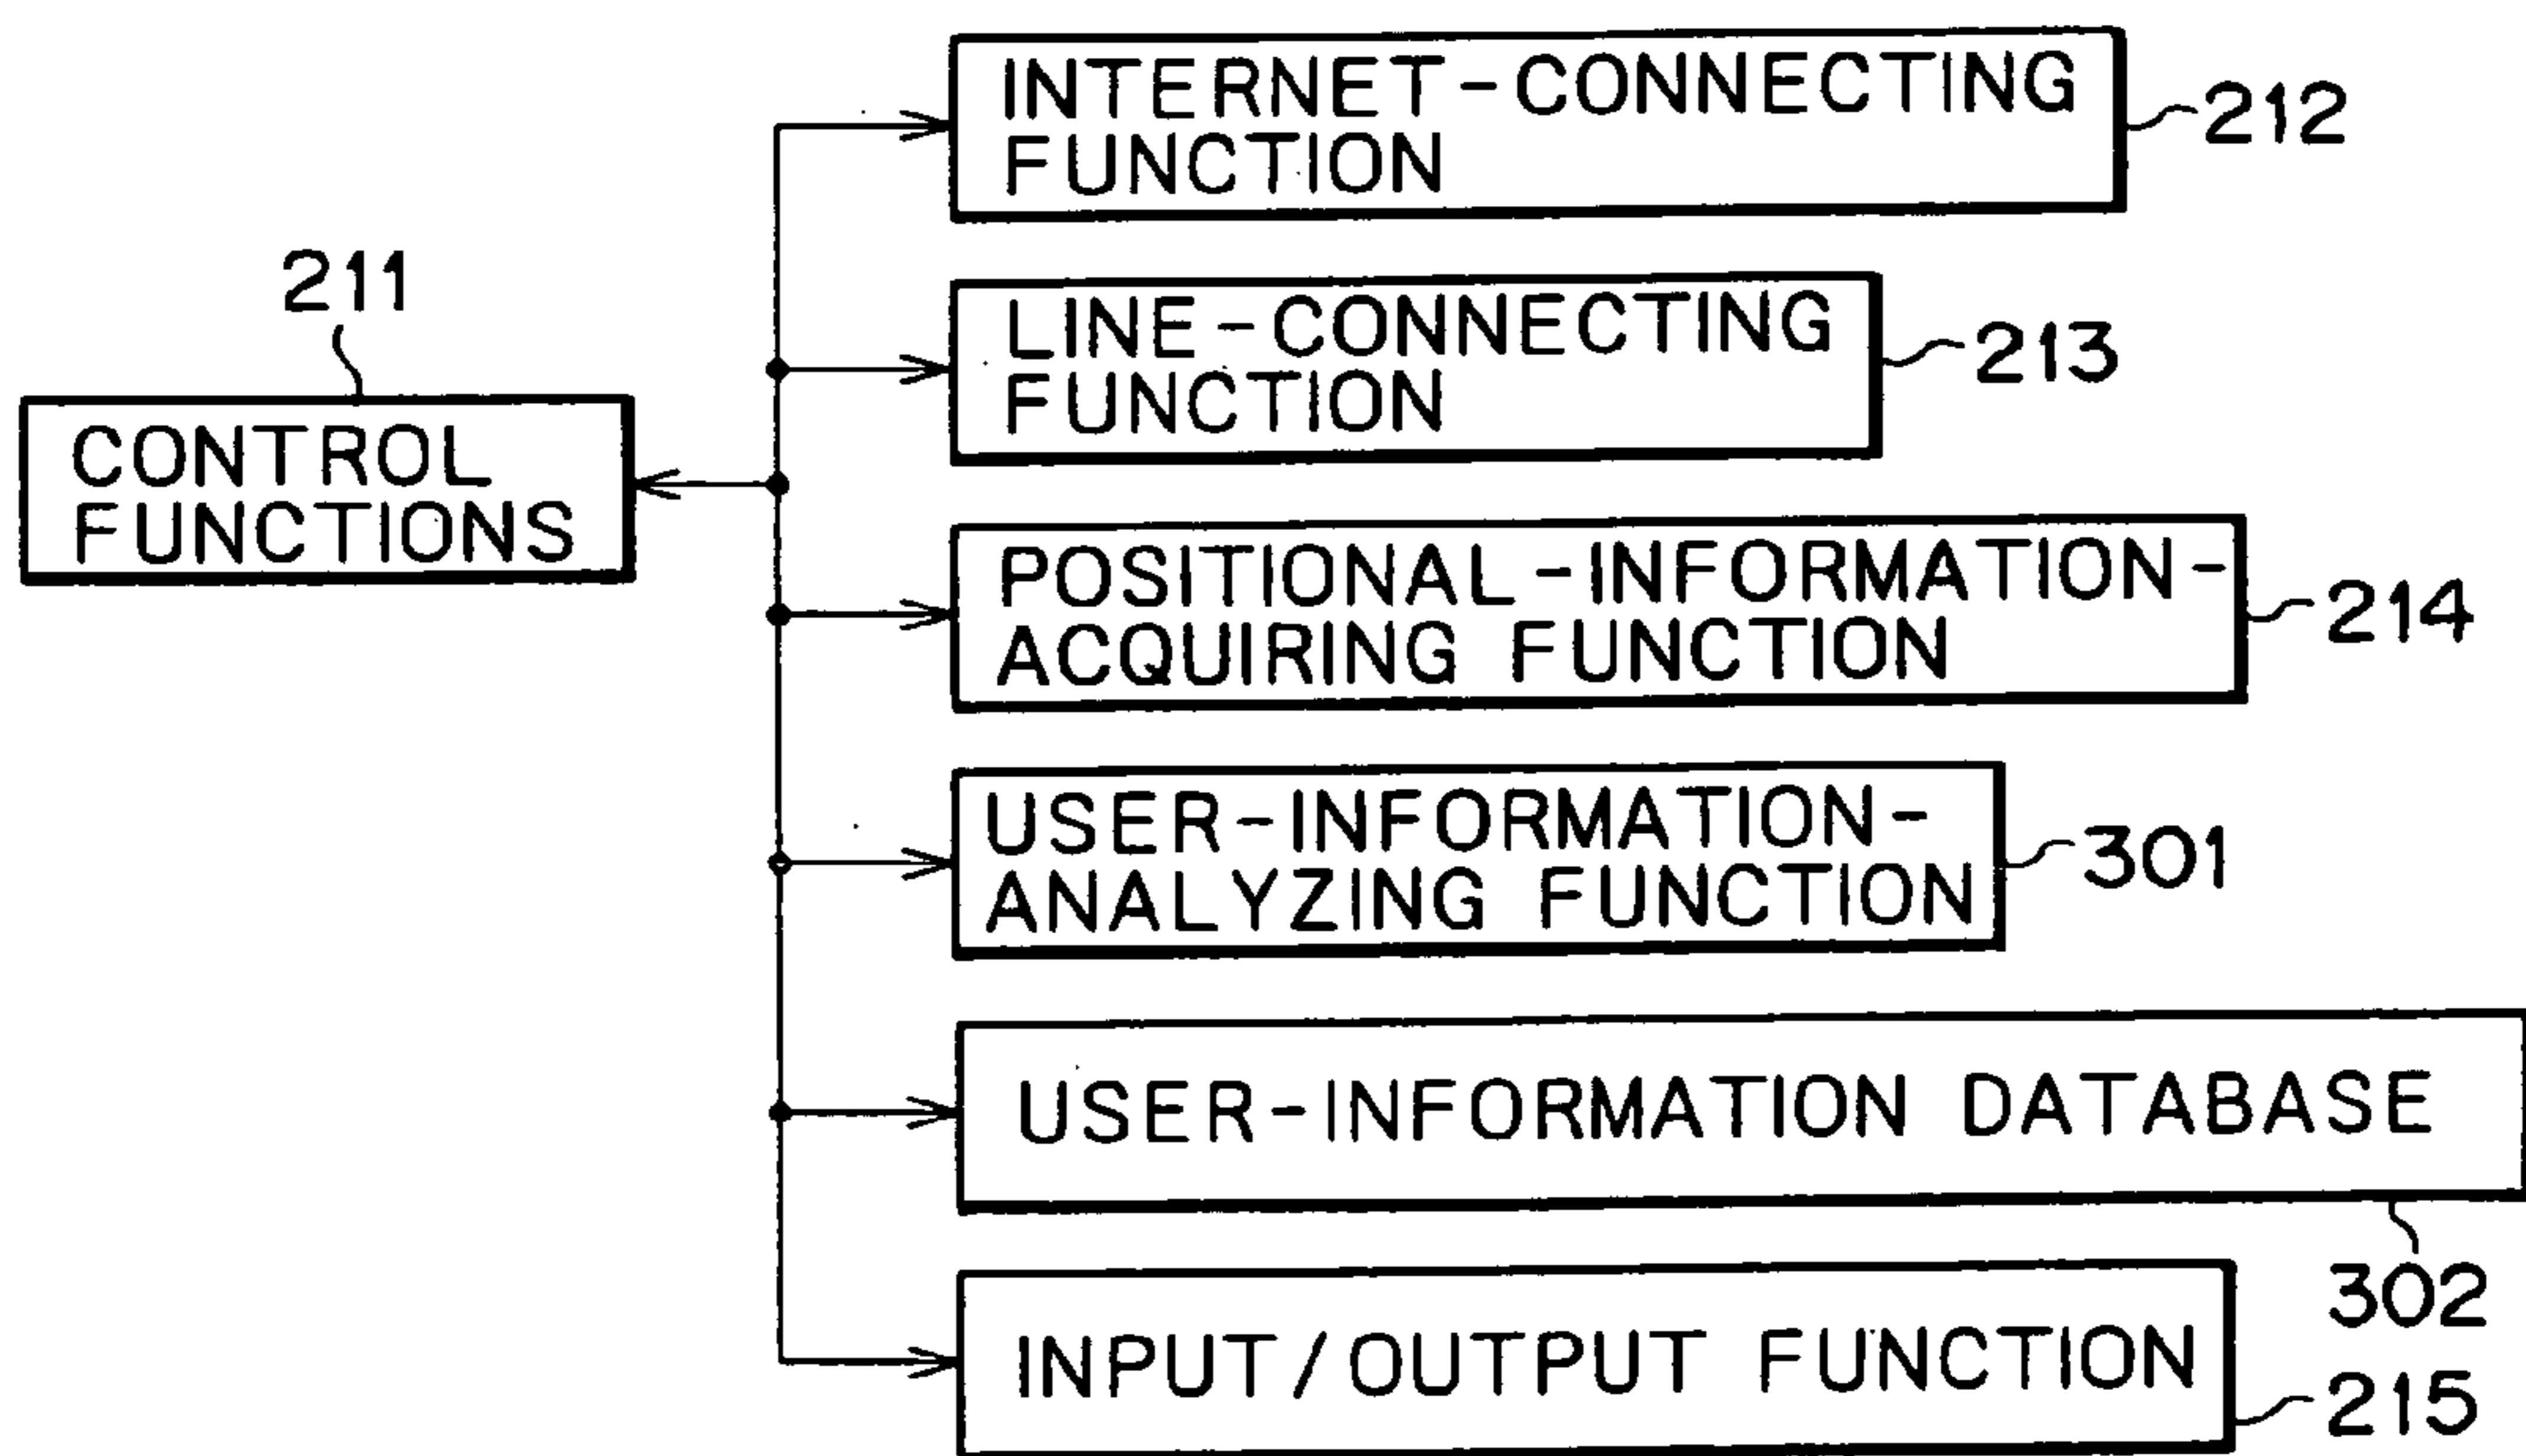 INTERNET-CONNECTING
FUNCTION
212
211
LINE-CONNECTING
FUNCTION
213
CONTROL
FUNCTIONS
POSITIONAL-INFORMATION-
ACQUIRING FUNCTION
214
USER-INFORMATION-
ANALYZING FUNCTION
301
USER-INFORMATION DATABASE
302
INPUT/OUTPUT FUNCTION
215